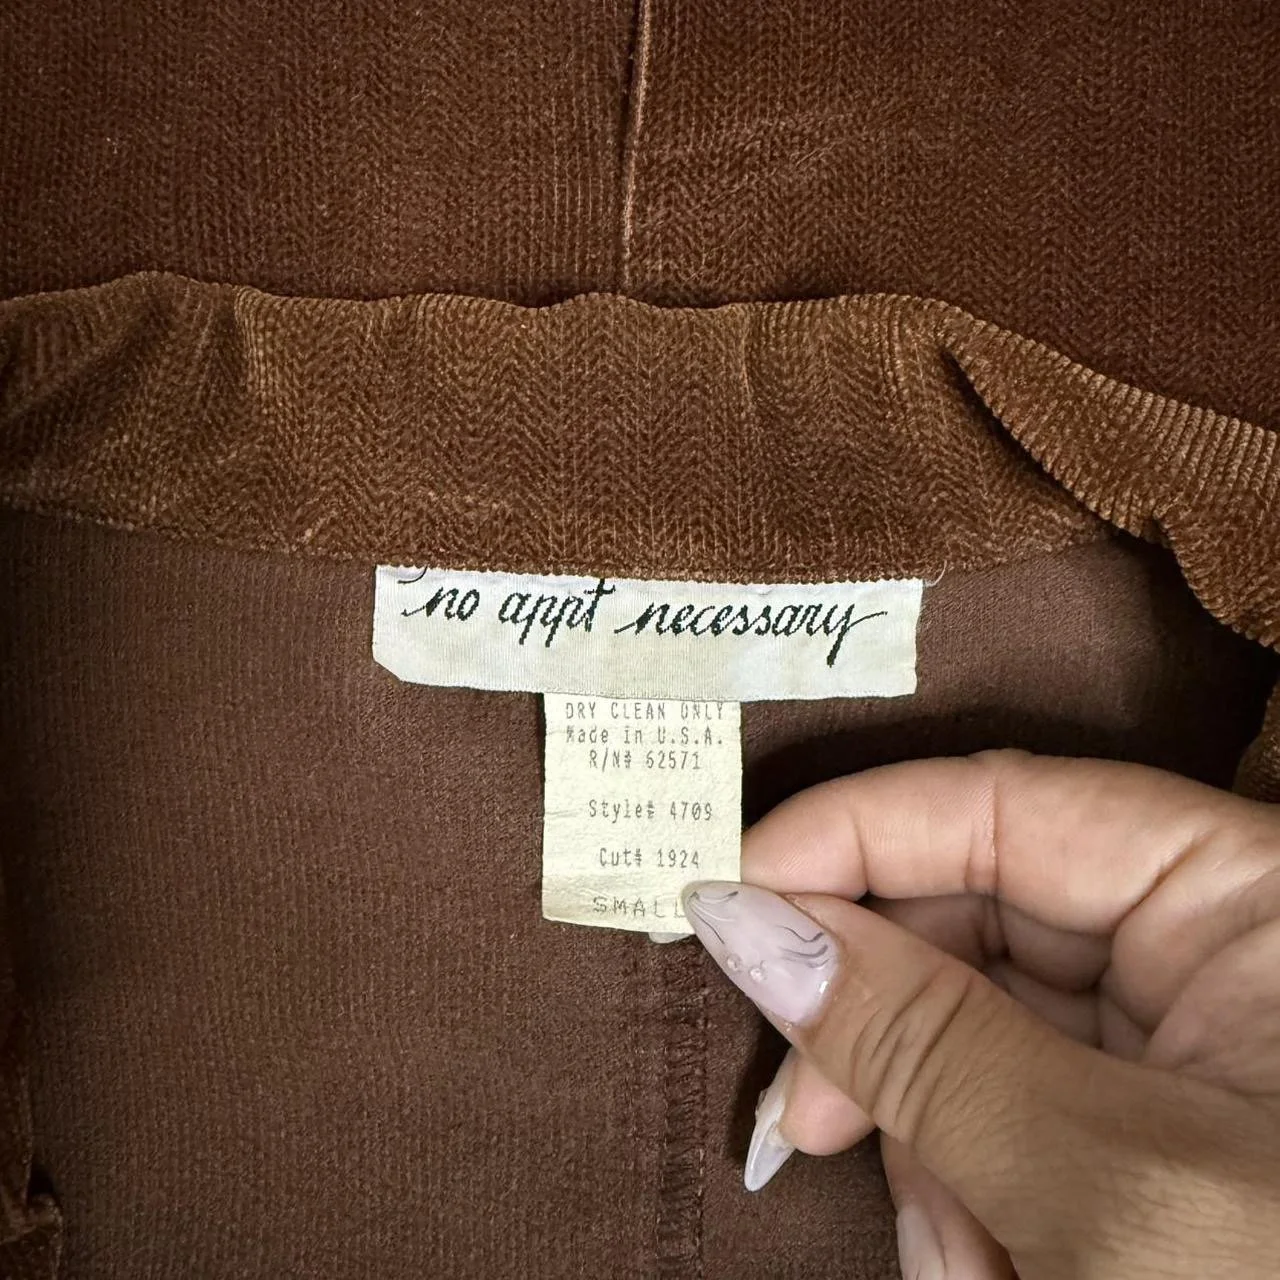 no appt necessary
DRY CLEAN ONLY
Made in U.S.A.
R/N# 62571
Style# 4709
Cut# 1924
SMALL